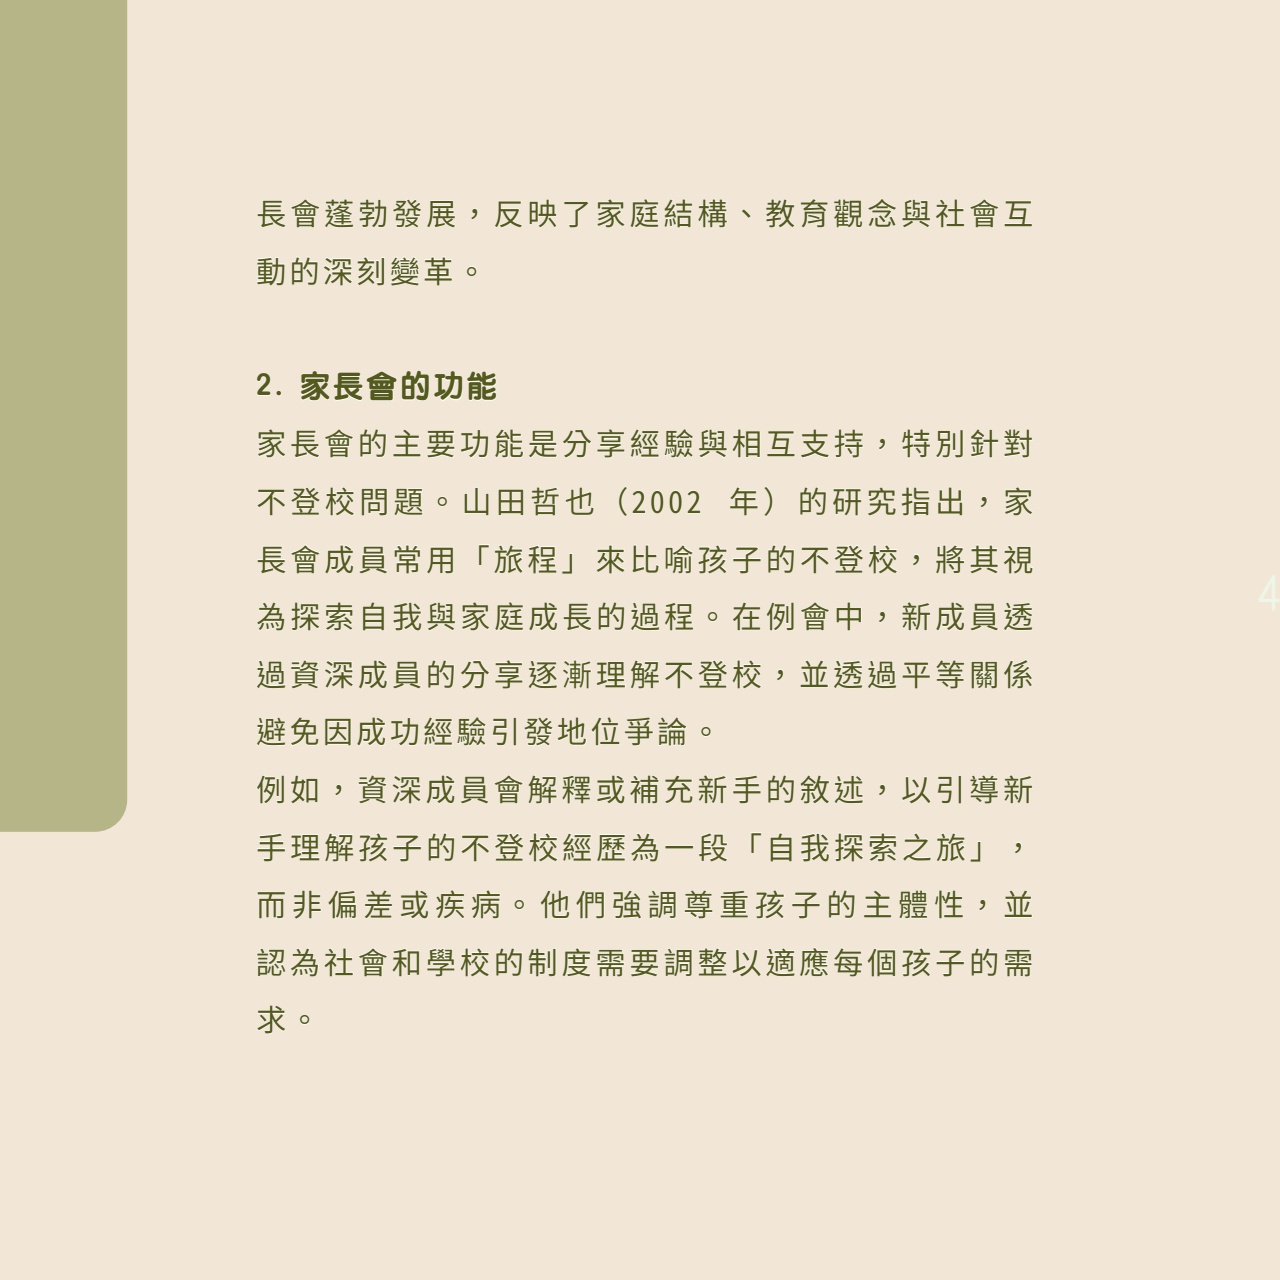 長會蓬勃發展，反映了家庭結構、教育觀念與社會互
動的深刻變革。
2. 家長會的功能
家長會的主要功能是分享經驗與相互支持，特別針對
不登校問題。山田哲也（2002 年）的研究指出，家
長會成員常用「旅程」來比喻孩子的不登校，將其視
為探索自我與家庭成長的過程。在例會中，新成員透
過資深成員的分享逐漸理解不登校，並透過平等關係
避免因成功經驗引發地位爭論。
例如，資深成員會解釋或補充新手的敘述，以引導新
手理解孩子的不登校經歷為一段「自我探索之旅」，
而非偏差或疾病。他們強調尊重孩子的主體性，並
認為社會和學校的制度需要調整以適應每個孩子的需
求。
4